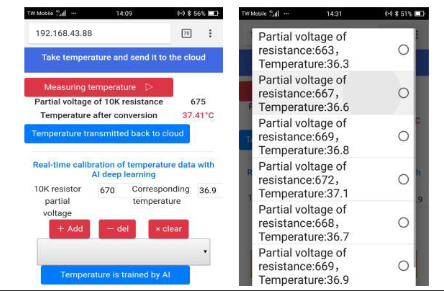 TW Mobile
14:09
56%
192.168.43.88
Take temperature and send it to the cloud
Measuring temperature
Partial voltage of 10K resistance 675
Temperature after conversion 37.41°C
Temperature transmitted back to cloud
Real-time calibration of temperature data with
AI deep learning
10K resistor 670 Corresponding 36.9
partial temperature
voltage
+ Add
− del
× clear
Temperature is trained by AI
TW Mobile
14:31
51%
Partial voltage of
resistance:663,
Temperature:36.3
Partial voltage of
resistance:667,
Temperature:36.6
Partial voltage of
resistance:669,
Temperature:36.8
Partial voltage of
resistance:672,
Temperature:37.1
Partial voltage of
resistance:668,
Temperature:36.7
Partial voltage of
resistance:669,
Temperature:36.9